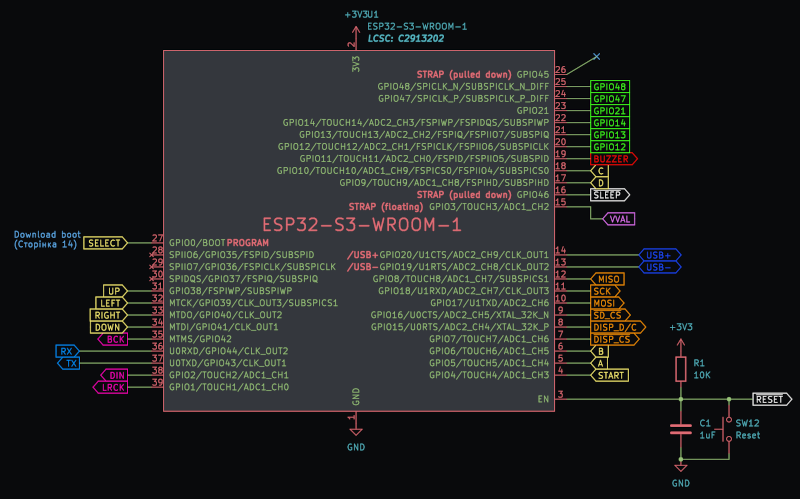 +3V3
U1
ESP32-S3-WROOM-1
LCSC: C2913202
2
3V3
STRAP (pulled down) GPIO45 26
GPIO48/SPICLK_N/SUBSPICLK_N_DIFF 25 GPIO48
GPIO47/SPICLK_P/SUBSPICLK_P_DIFF 24 GPIO47
GPIO21 23 GPIO21
GPIO14/TOUCH14/ADC2_CH3/FSPIWP/FSPIDQS/SUBSPIWP 22 GPIO14
GPIO13/TOUCH13/ADC2_CH2/FSPIQ/FSPIIO7/SUBSPIQ 21 GPIO13
GPIO12/TOUCH12/ADC2_CH1/FSPICLK/FSPIIO6/SUBSPICLK 20 GPIO12
GPIO11/TOUCH11/ADC2_CH0/FSPID/FSPIIO5/SUBSPID 19 BUZZER
GPIO10/TOUCH10/ADC1_CH9/FSPICS0/FSPIIO4/SUBSPICS0 18 C
GPIO9/TOUCH9/ADC1_CH8/FSPIHD/SUBSPIHD 17 D
STRAP (pulled down) GPIO46 16 SLEEP
STRAP (floating) GPIO3/TOUCH3/ADC1_CH2 15
VVAL
ESP32-S3-WROOM-1
Download boot
(Сторінка 14)
SELECT 27 GPIO0/BOOT PROGRAM
28 SPIIO6/GPIO35/FSPID/SUBSPID
29 SPIIO7/GPIO36/FSPICLK/SUBSPICLK
30 SPIDQS/GPIO37/FSPIQ/SUBSPIQ
UP 31 GPIO38/FSPIWP/SUBSPIWP
LEFT 32 MTCK/GPIO39/CLK_OUT3/SUBSPICS1
RIGHT 33 MTDO/GPIO40/CLK_OUT2
DOWN 34 MTDI/GPIO41/CLK_OUT1
BCK 35 MTMS/GPIO42
RX 36 U0RXD/GPIO44/CLK_OUT2
TX 37 U0TXD/GPIO43/CLK_OUT1
DIN 38 GPIO2/TOUCH2/ADC1_CH1
LRCK 39 GPIO1/TOUCH1/ADC1_CH0
/USB+ GPIO20/U1CTS/ADC2_CH9/CLK_OUT1 14 USB+
/USB- GPIO19/U1RTS/ADC2_CH8/CLK_OUT2 13 USB-
GPIO8/TOUCH8/ADC1_CH7/SUBSPICS1 12 MISO
GPIO18/U1RXD/ADC2_CH7/CLK_OUT3 11 SCK
GPIO17/U1TXD/ADC2_CH6 10 MOSI
GPIO16/U0CTS/ADC2_CH5/XTAL_32K_N 9 SD_CS
GPIO15/U0RTS/ADC2_CH4/XTAL_32K_P 8 DISP_D/C
GPIO7/TOUCH7/ADC1_CH6 7 DISP_CS
GPIO6/TOUCH6/ADC1_CH5 6 B
GPIO5/TOUCH5/ADC1_CH4 5 A
GPIO4/TOUCH4/ADC1_CH3 4 START
EN 3 RESET
GND
1
GND
+3V3
R1
10K
C1
1uF
SW12
Reset
GND